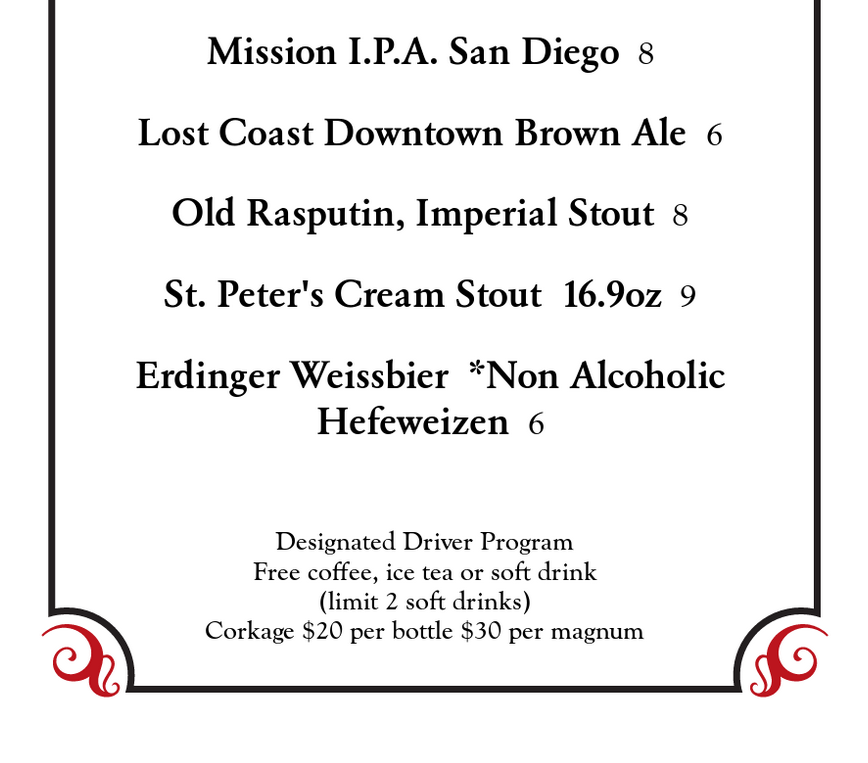 Mission I.P.A. San Diego 8
Lost Coast Downtown Brown Ale 6
Old Rasputin, Imperial Stout 8
St. Peter's Cream Stout 16.9oz 9
Erdinger Weissbier *Non Alcoholic
Hefeweizen 6
Designated Driver Program
Free coffee, ice tea or soft drink
(limit 2 soft drinks)
Corkage $20 per bottle $30 per magnum